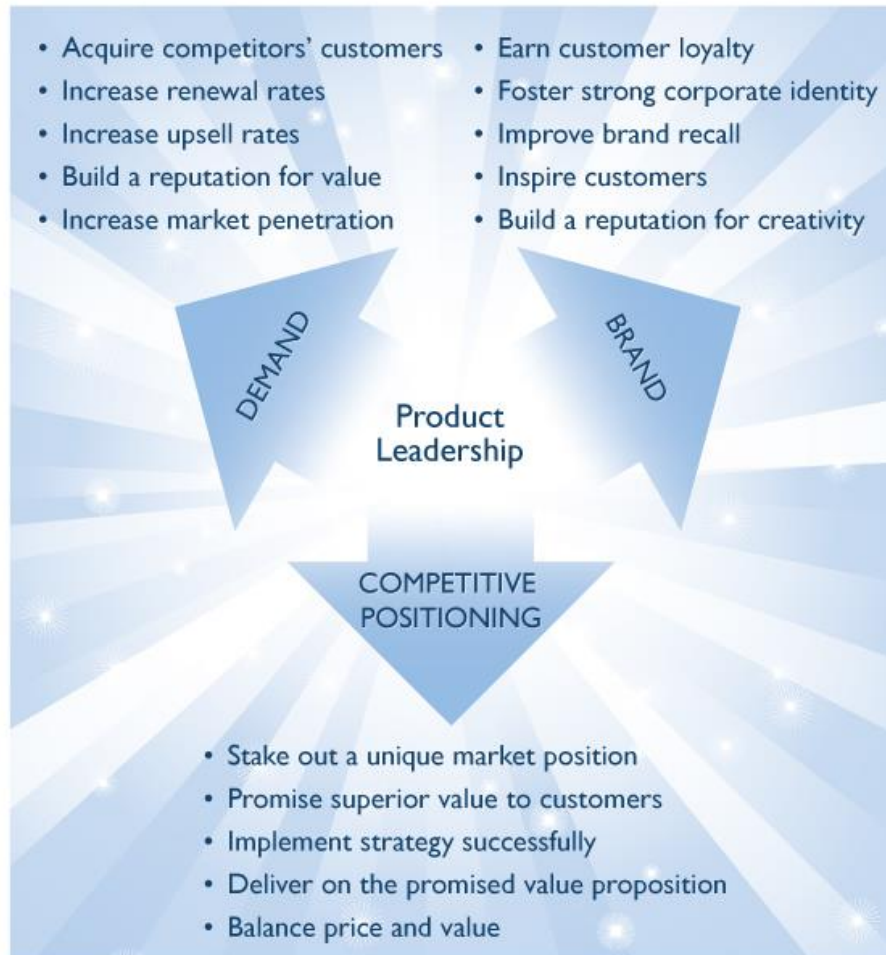 • Acquire competitors' customers
• Increase renewal rates
• Increase upsell rates
• Build a reputation for value
• Increase market penetration
• Earn customer loyalty
• Foster strong corporate identity
• Improve brand recall
• Inspire customers
• Build a reputation for creativity
DEMAND
BRAND
Product
Leadership
COMPETITIVE
POSITIONING
• Stake out a unique market position
• Promise superior value to customers
• Implement strategy successfully
• Deliver on the promised value proposition
• Balance price and value